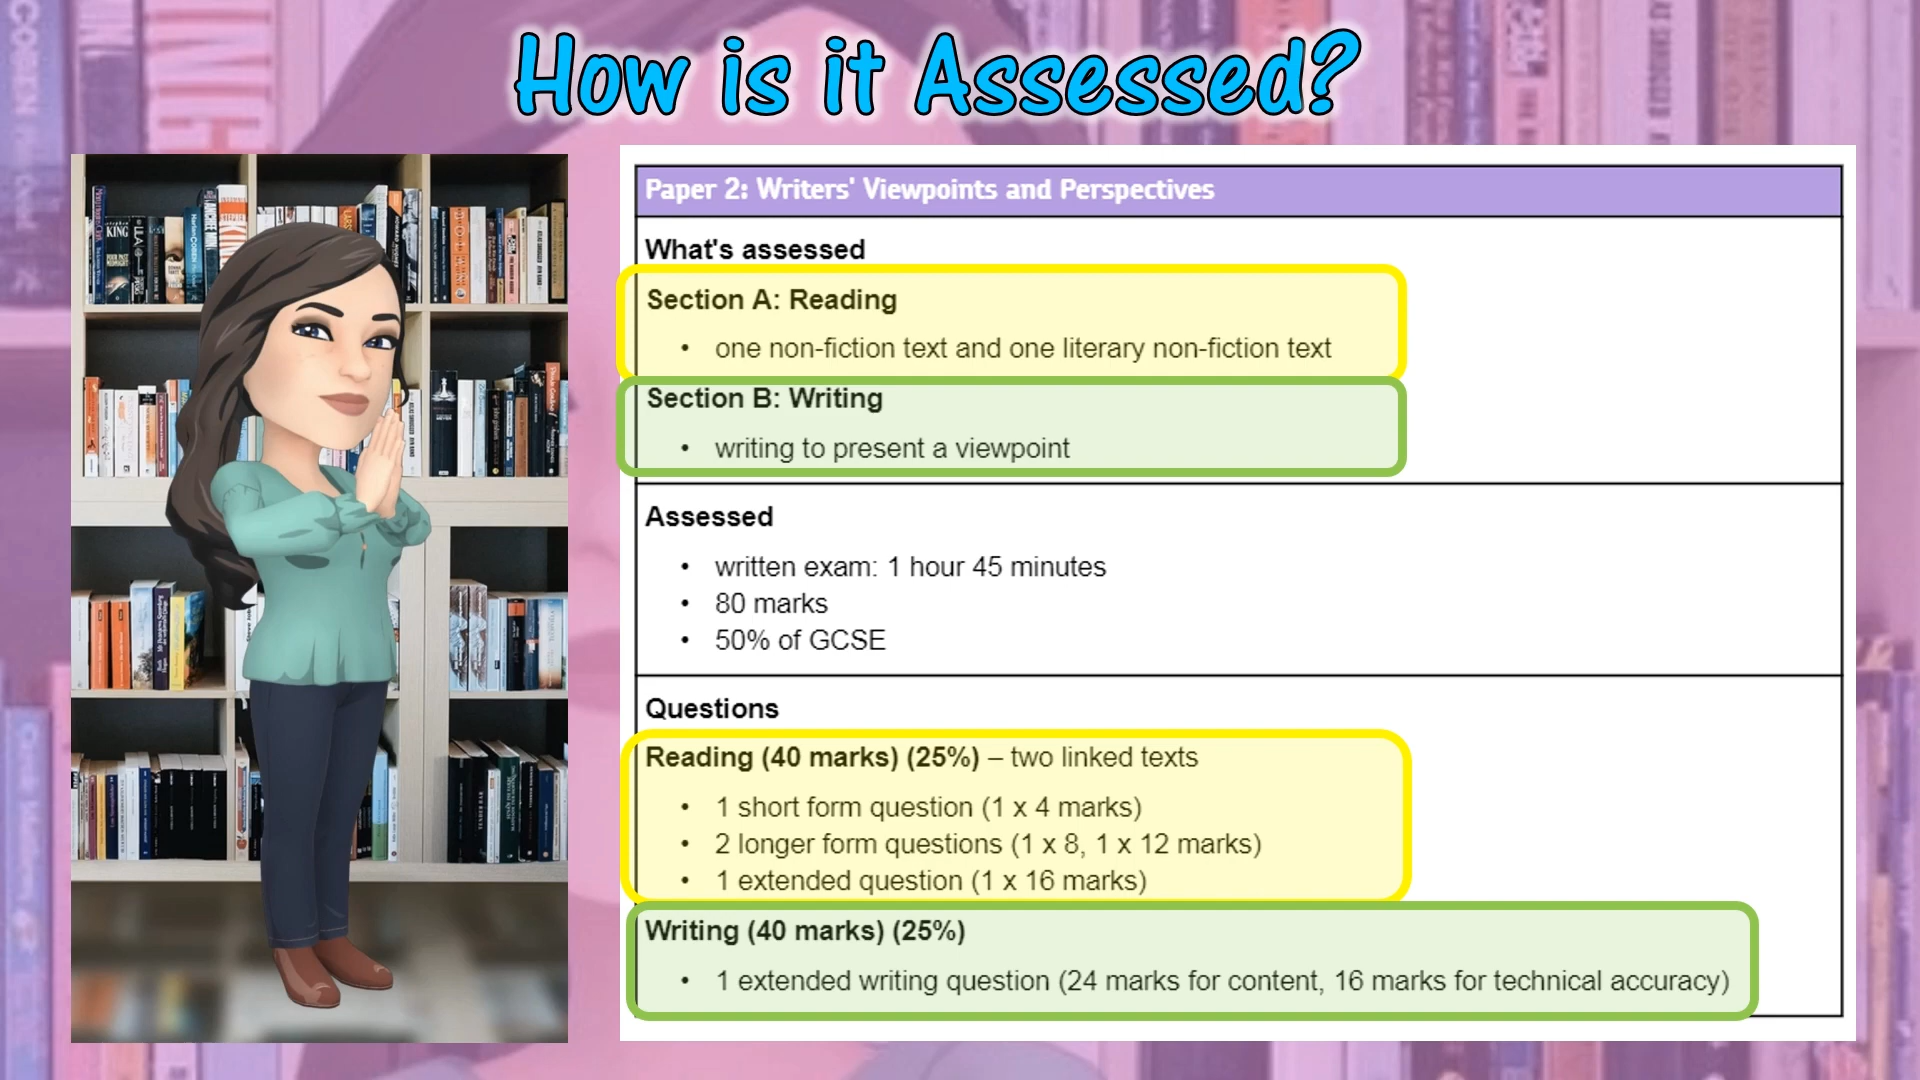 How is it Assessed?
KING
Paper 2: Writers' Viewpoints and Perspectives
What's assessed
Section A: Reading
• one non-fiction text and one literary non-fiction text
Section B: Writing
• writing to present a viewpoint
Assessed
• written exam: 1 hour 45 minutes
• 80 marks
• 50% of GCSE
Questions
Reading (40 marks) (25%) – two linked texts
• 1 short form question (1 x 4 marks)
• 2 longer form questions (1 x 8, 1 x 12 marks)
• 1 extended question (1 x 16 marks)
Writing (40 marks) (25%)
• 1 extended writing question (24 marks for content, 16 marks for technical accuracy)